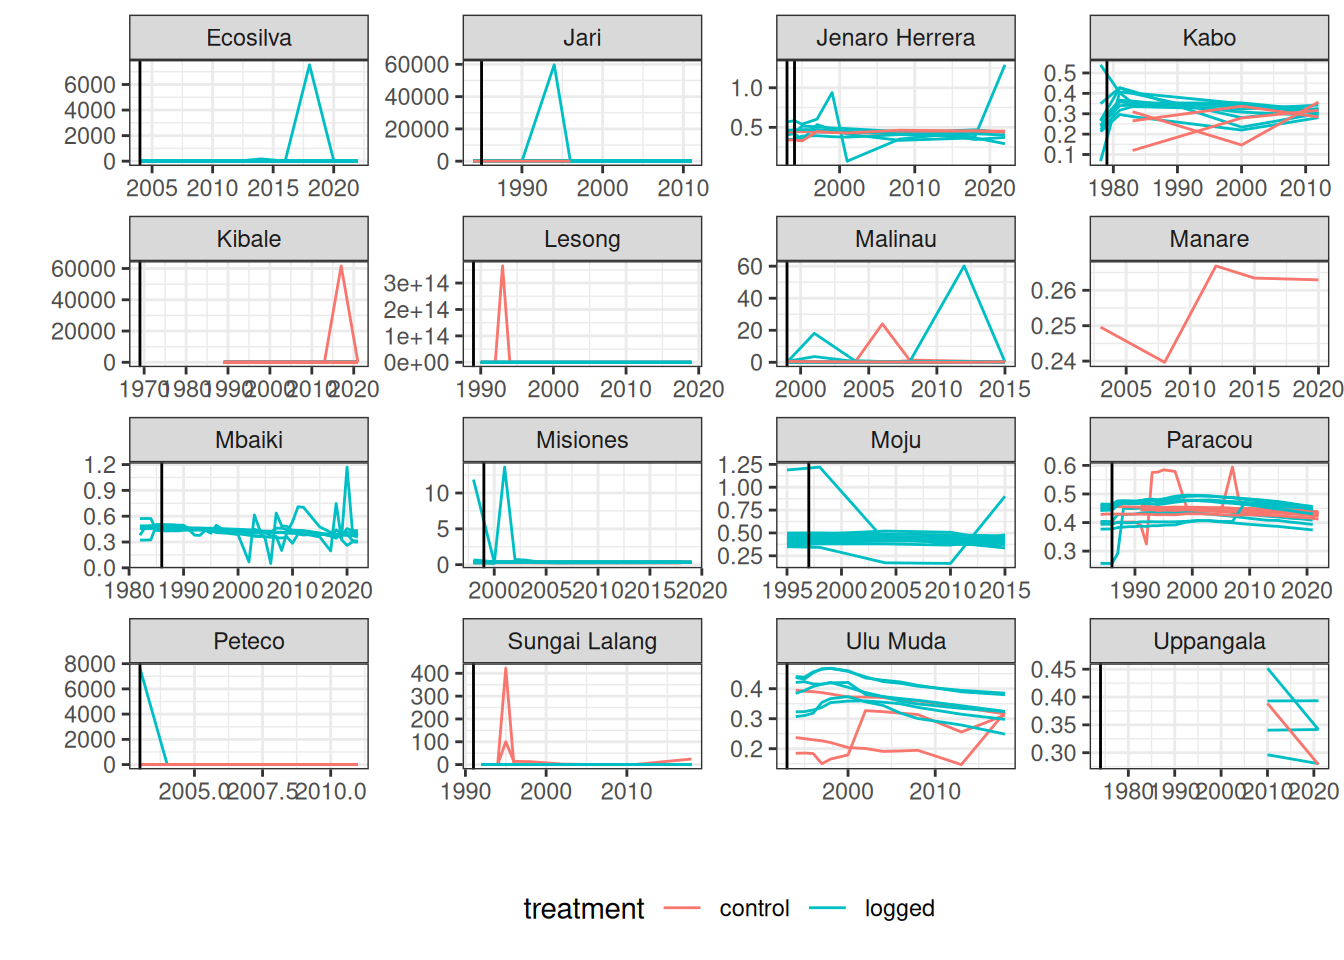 Ecosilva Jari Jenaro Herrera Kabo
6000 4000 2000 0
60000 40000 20000 0
1.0 0.5
0.5 0.4 0.3 0.2 0.1
2005 2010 2015 2020
1990 2000 2010
2000 2010 2020
1980 1990 2000 2010
Kibale Lesong Malinau Manare
60000 40000 20000 0
3e+14 2e+14 1e+14 0e+00
60 40 20 0
0.26 0.25 0.24
1970 1980 1990 2000 2010 2020
1990 2000 2010 2020
2000 2005 2010 2015
2005 2010 2015 2020
Mbaiki Misiones Moju Paracou
1.2 0.9 0.6 0.3 0.0
10 5 0
1.25 1.00 0.75 0.50 0.25
0.6 0.5 0.4 0.3
1980 1990 2000 2010 2020
2000 2005 2010 2015 2020
1995 2000 2005 2010 2015
1990 2000 2010 2020
Peteco Sungai Lalang Ulu Muda Uppangala
8000 6000 4000 2000 0
400 300 200 100 0
0.4 0.3 0.2
0.45 0.40 0.35 0.30
2005.0 2007.5 2010.0
1990 2000 2010
2000 2010
1980 1990 2000 2010 2020
treatment control logged